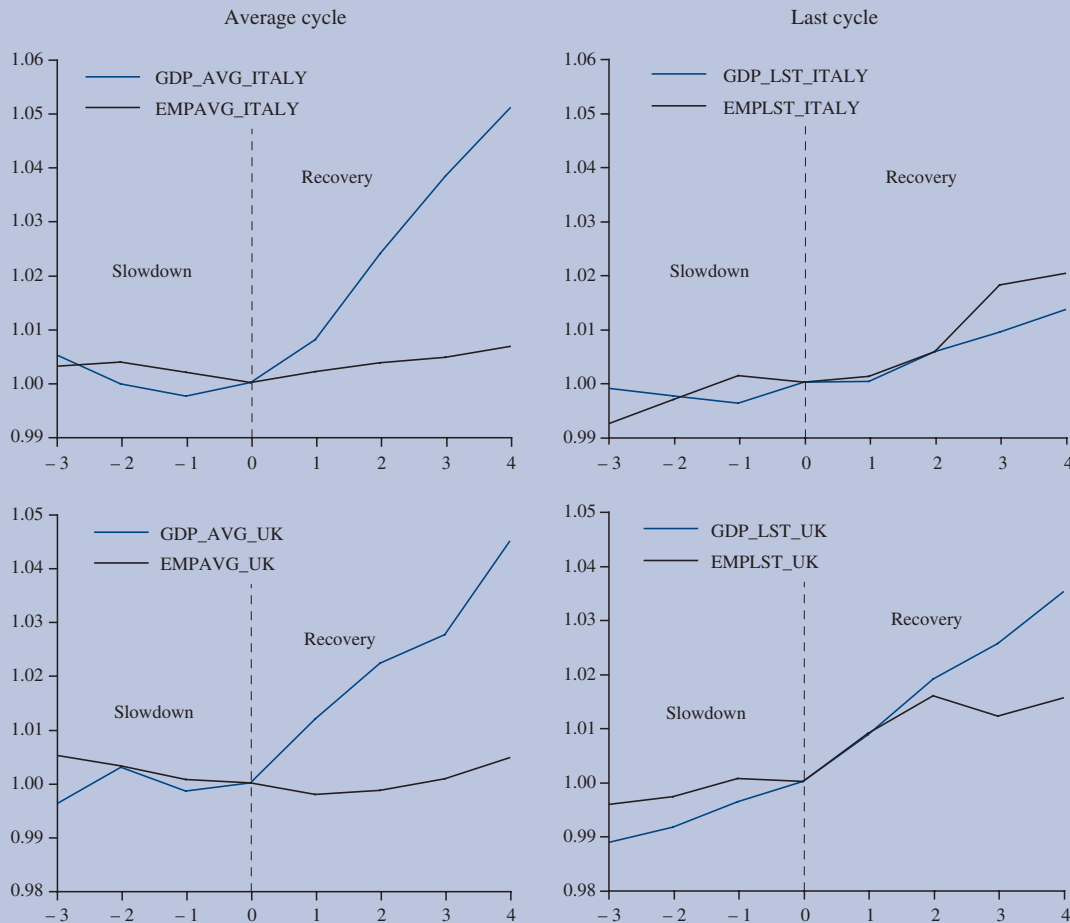 Average cycle
1.06
1.05
1.04
1.03
1.02
1.01
1.00
0.99
GDP_AVG_ITALY
EMPAVG_ITALY
Recovery
Slowdown
– 3 – 2 – 1 0 1 2 3 4
Last cycle
1.06
1.05
1.04
1.03
1.02
1.01
1.00
0.99
GDP_LST_ITALY
EMPLST_ITALY
Recovery
Slowdown
– 3 – 2 – 1 0 1 2 3 4
1.05
1.04
1.03
1.02
1.01
1.00
0.99
0.98
GDP_AVG_UK
EMPAVG_UK
Recovery
Slowdown
– 3 – 2 – 1 0 1 2 3 4
1.05
1.04
1.03
1.02
1.01
1.00
0.99
0.98
GDP_LST_UK
EMPLST_UK
Recovery
Slowdown
– 3 – 2 – 1 0 1 2 3 4